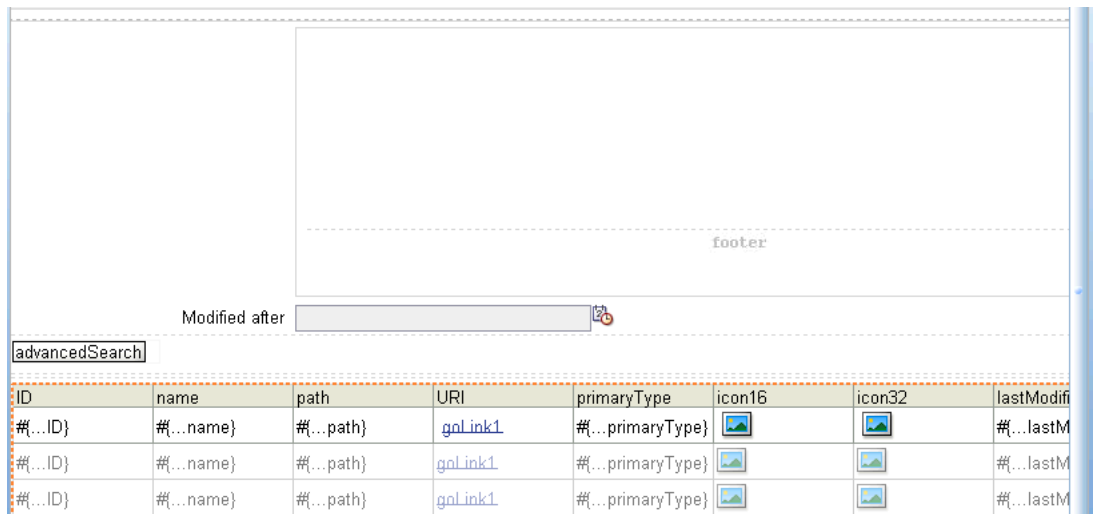 footer
Modified after
advancedSearch
ID name path URI primaryType icon16 icon32 lastModifi
#{...ID} #{...name} #{...path} goLink1 #{...primaryType} #{...lastM
#{...ID} #{...name} #{...path} goLink1 #{...primaryType} #{...lastM
#{...ID} #{...name} #{...path} goLink1 #{...primaryType} #{...lastM